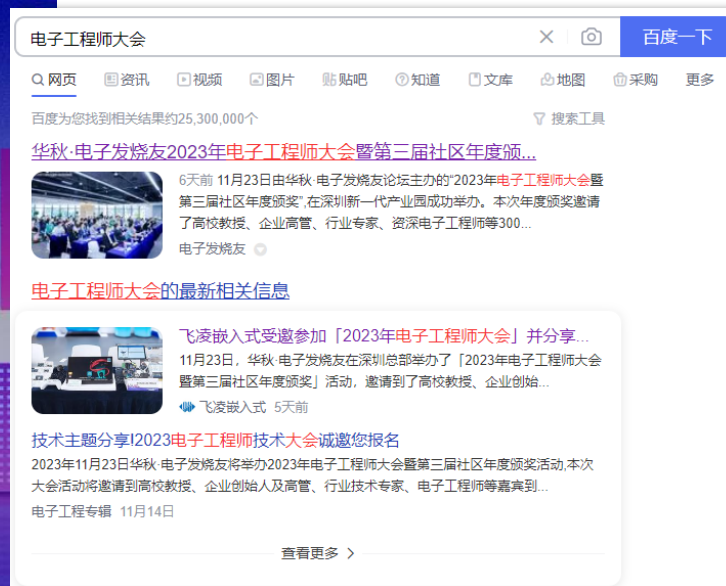 电子工程师大会
百度一下
网页 资讯 视频 图片 贴吧 知道 文库 地图 采购 更多
百度为您找到相关结果约25,300,000个
搜索工具
华秋·电子发烧友2023年电子工程师大会暨第三届社区年度颁...
6天前 11月23日由华秋·电子发烧友论坛主办的“2023年电子工程师大会暨
第三届社区年度颁奖”,在深圳新一代产业园成功举办。本次年度颁奖邀请
了高校教授、企业高管、行业专家、资深电子工程师等300...
电子发烧友
电子工程师大会的最新相关信息
飞凌嵌入式受邀参加「2023年电子工程师大会」并分享...
11月23日，华秋·电子发烧友在深圳总部举办了「2023年电子工程师大会
暨第三届社区年度颁奖」活动，邀请到了高校教授、企业创始...
飞凌嵌入式 5天前
技术主题分享!2023电子工程师技术大会诚邀您报名
2023年11月23日华秋·电子发烧友将举办2023年电子工程师大会暨第三届社区年度颁奖活动,本次
大会活动将邀请到高校教授、企业创始人及高管、行业技术专家、电子工程师等嘉宾到...
电子工程专辑 11月14日
查看更多